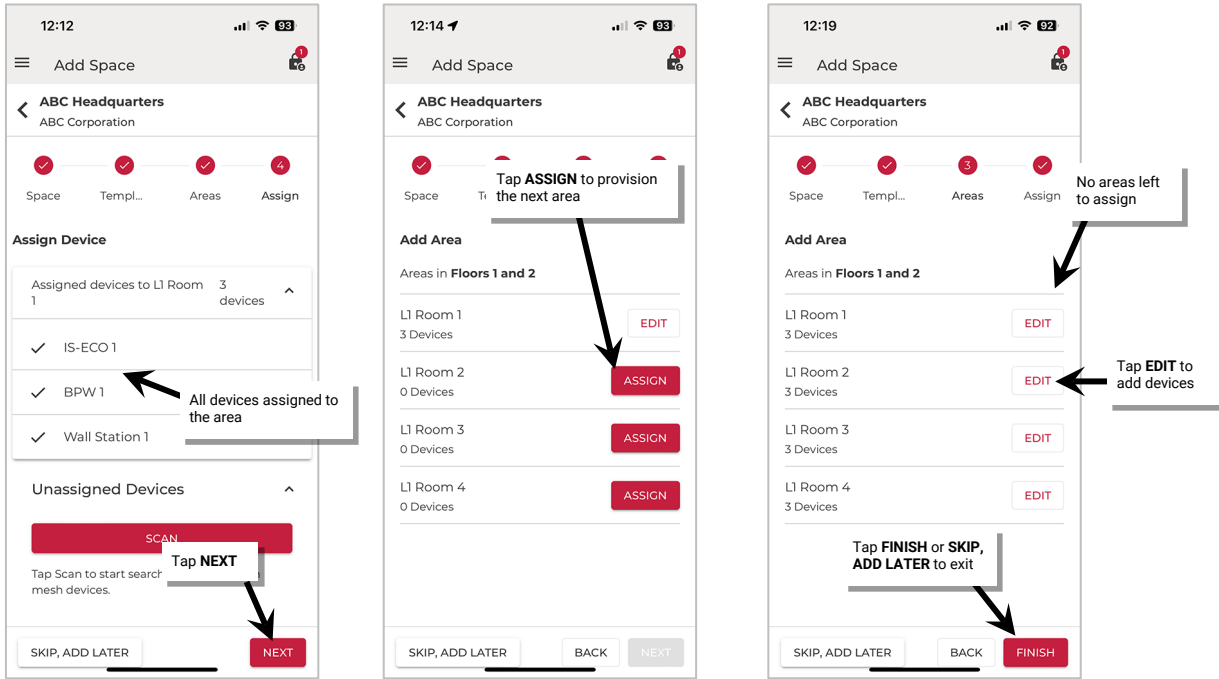 12:12
93
1
Add Space
ABC Headquarters
ABC Corporation
4
Space
Templ...
Areas
Assign
Assign Device
Assigned devices to L1 Room 3
1 devices
IS-ECO 1
BPW 1
Wall Station 1
All devices assigned to
the area
Unassigned Devices
SCAN
Tap NEXT
Tap Scan to start search
mesh devices.
SKIP, ADD LATER
NEXT
12:14
93
1
Add Space
ABC Headquarters
ABC Corporation
Space
Tap ASSIGN to provision
the next area
Add Area
Areas in Floors 1 and 2
L1 Room 1
3 Devices
EDIT
L1 Room 2
0 Devices
ASSIGN
L1 Room 3
0 Devices
ASSIGN
L1 Room 4
0 Devices
ASSIGN
SKIP, ADD LATER
BACK
NEXT
12:19
92
1
Add Space
ABC Headquarters
ABC Corporation
3
Space
Templ...
Areas
Assign
No areas left
to assign
Add Area
Areas in Floors 1 and 2
L1 Room 1
3 Devices
EDIT
L1 Room 2
3 Devices
EDIT
Tap EDIT to
add devices
L1 Room 3
3 Devices
EDIT
L1 Room 4
3 Devices
EDIT
Tap FINISH or SKIP,
ADD LATER to exit
SKIP, ADD LATER
BACK
FINISH